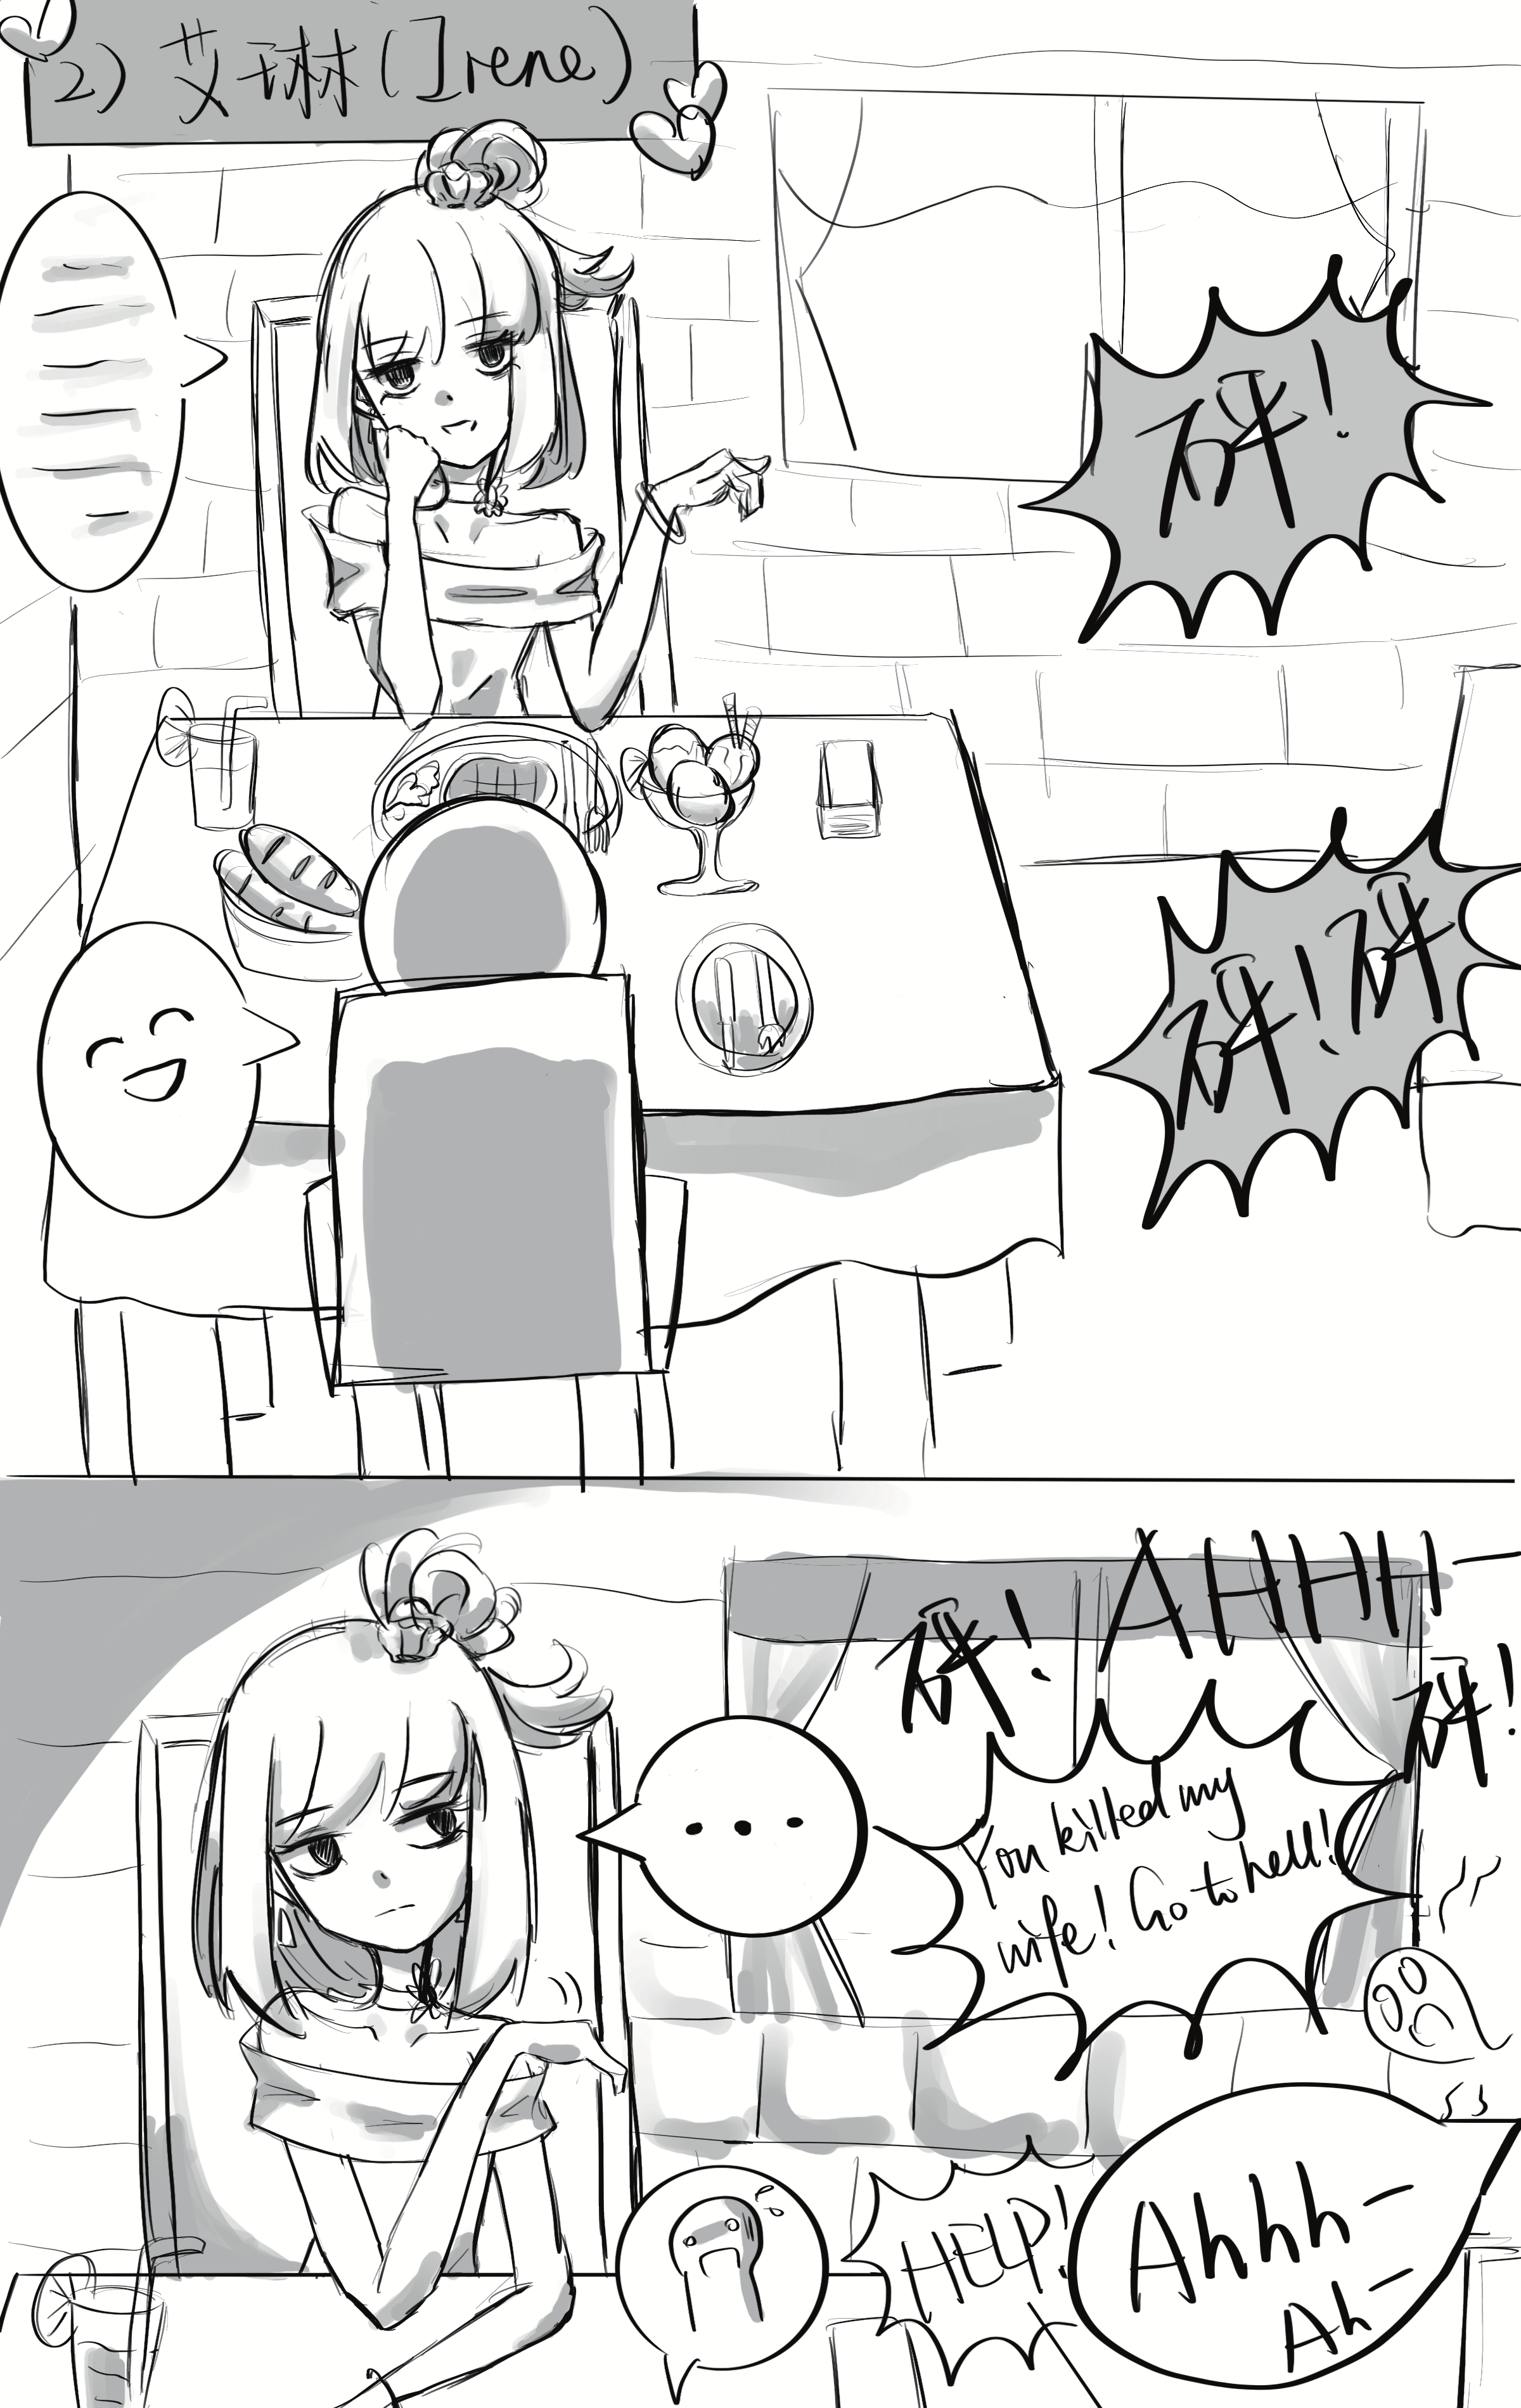 2) 艾琳 (Irene)
砰!
砰! 砰
AHHH
砰!
砰!
...
You killed my
wife! Go to hell!
HELP!
Ahhh-
Ah-